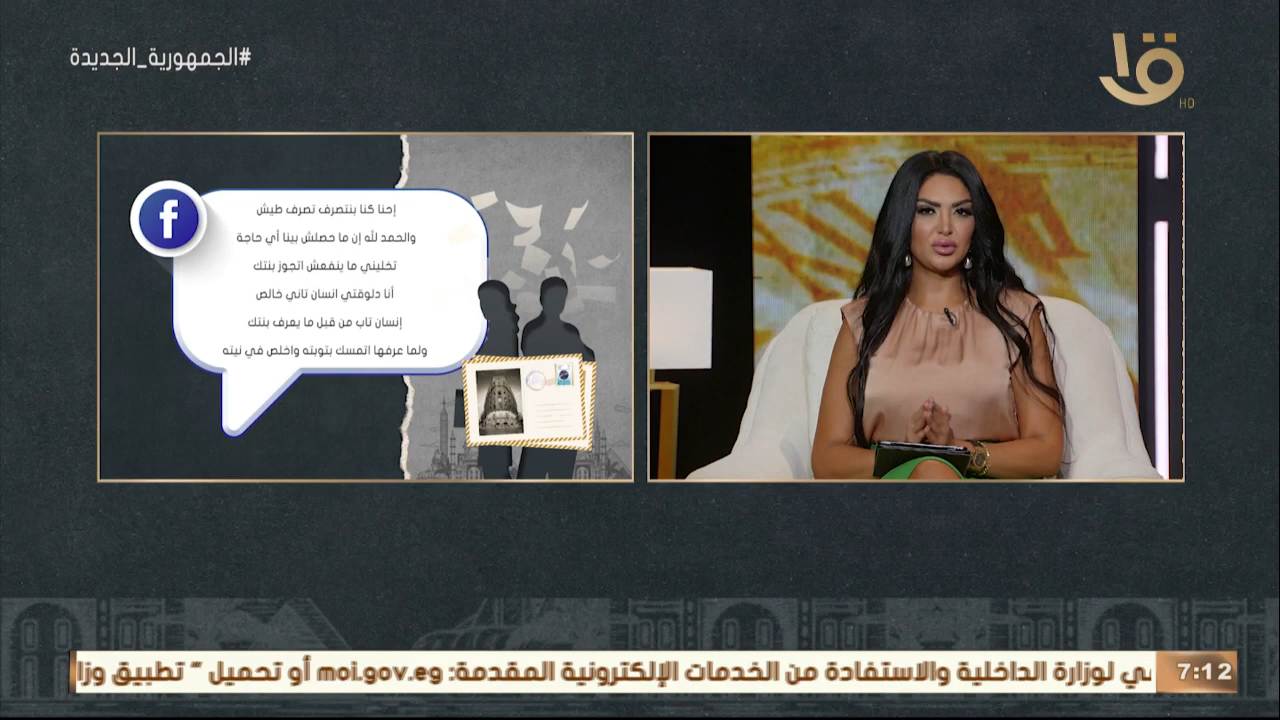 #الجمهورية_الجديدة
HD
إحنا كنا بنتصرف تصرف طيش
والحمد لله إن ما حصلش بينا أي حاجة
تخليني ما ينفعش اتجوز بنتك
أنا دلوقتي انسان تاني خالص
إنسان تاب من قبل ما يعرف بنتك
ولما عرفها اتمسك بتوبته واخلص في نيته
7:12
ـي لوزارة الداخلية والاستفادة من الخدمات الإلكترونية المقدمة: moi.gov.eg أو تحميل " تطبيق وزا